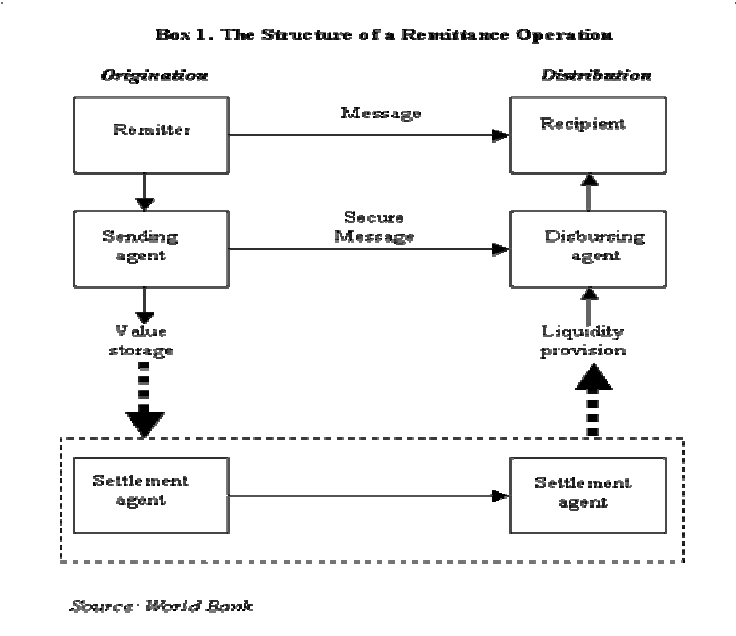 Box 1. The Structure of a Remittance Operation
Origination
Distribution
Remitter
Message
Recipient
Sending
agent
Secure
Message
Disbursing
agent
Value
storage
Liquidity
provision
Settlement
agent
Settlement
agent
Source: World Bank